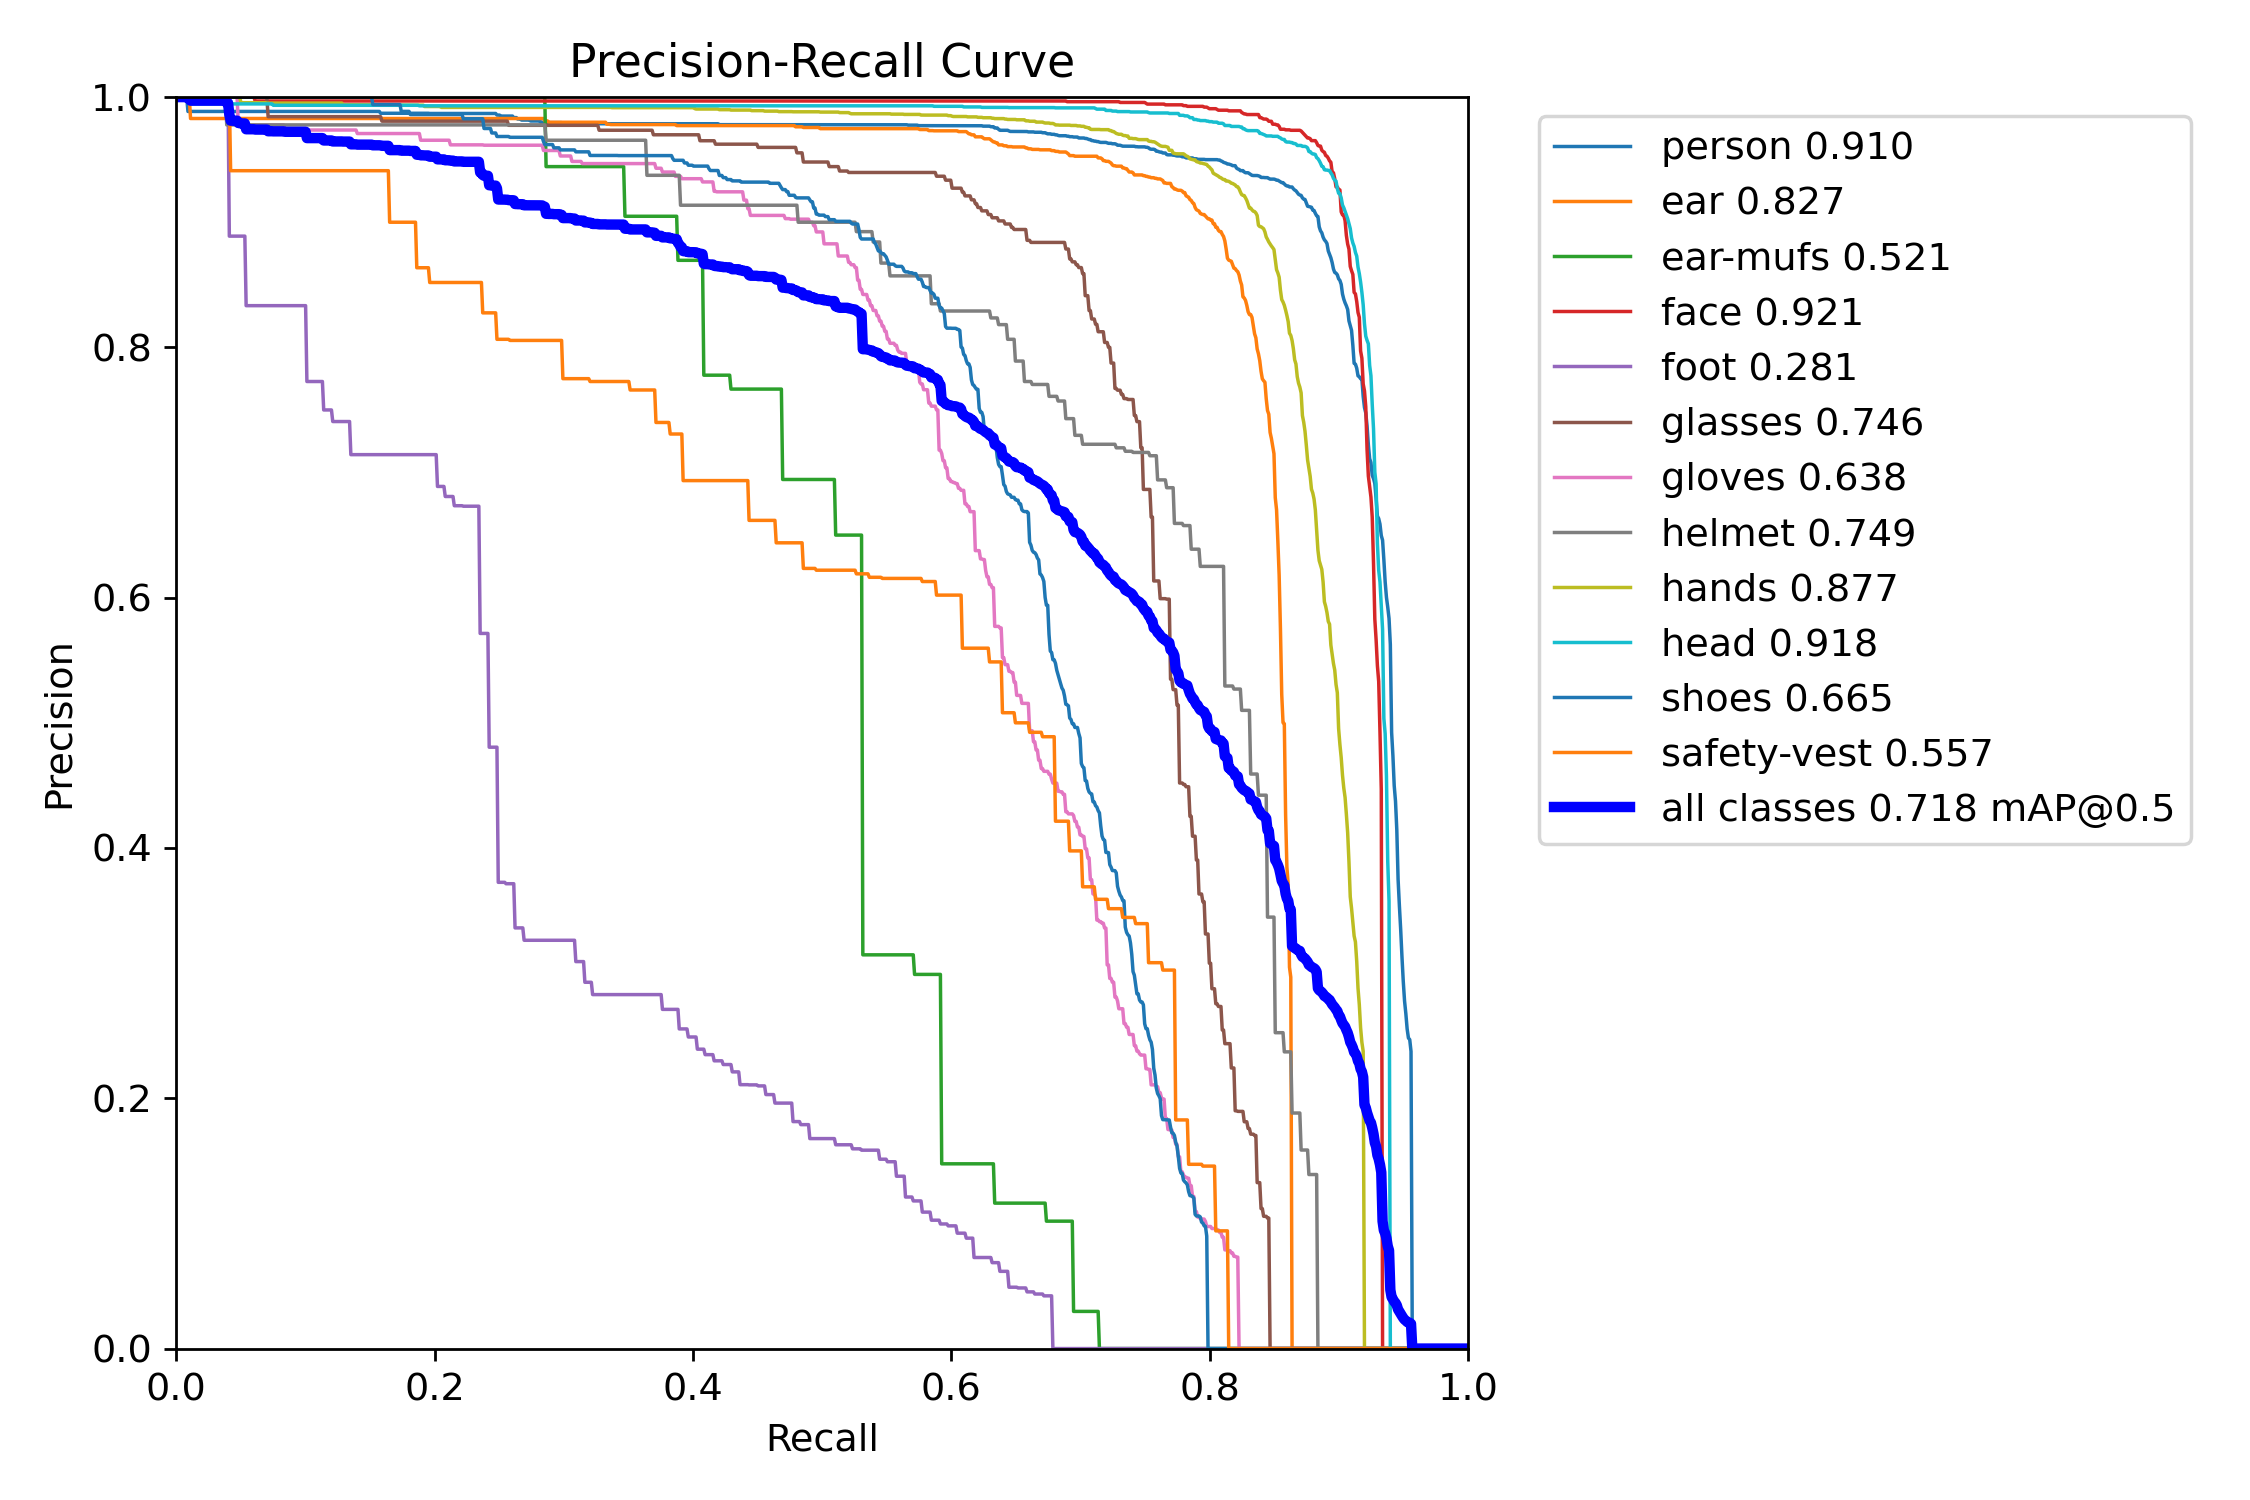 Precision-Recall Curve
1.0
0.8
0.6
0.4
0.2
0.0
Precision
0.0 0.2 0.4 0.6 0.8 1.0
Recall
person 0.910
ear 0.827
ear-mufs 0.521
face 0.921
foot 0.281
glasses 0.746
gloves 0.638
helmet 0.749
hands 0.877
head 0.918
shoes 0.665
safety-vest 0.557
all classes 0.718 mAP@0.5